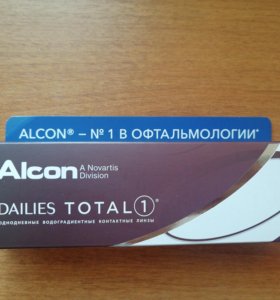 ALCON® – № 1 В ОФТАЛЬМОЛОГИИ*
Alcon
A Novartis
Division
DAILIES TOTAL 1®
ОДНОДНЕВНЫЕ ВОДОГРАДИЕНТНЫЕ КОНТАКТНЫЕ ЛИНЗЫ